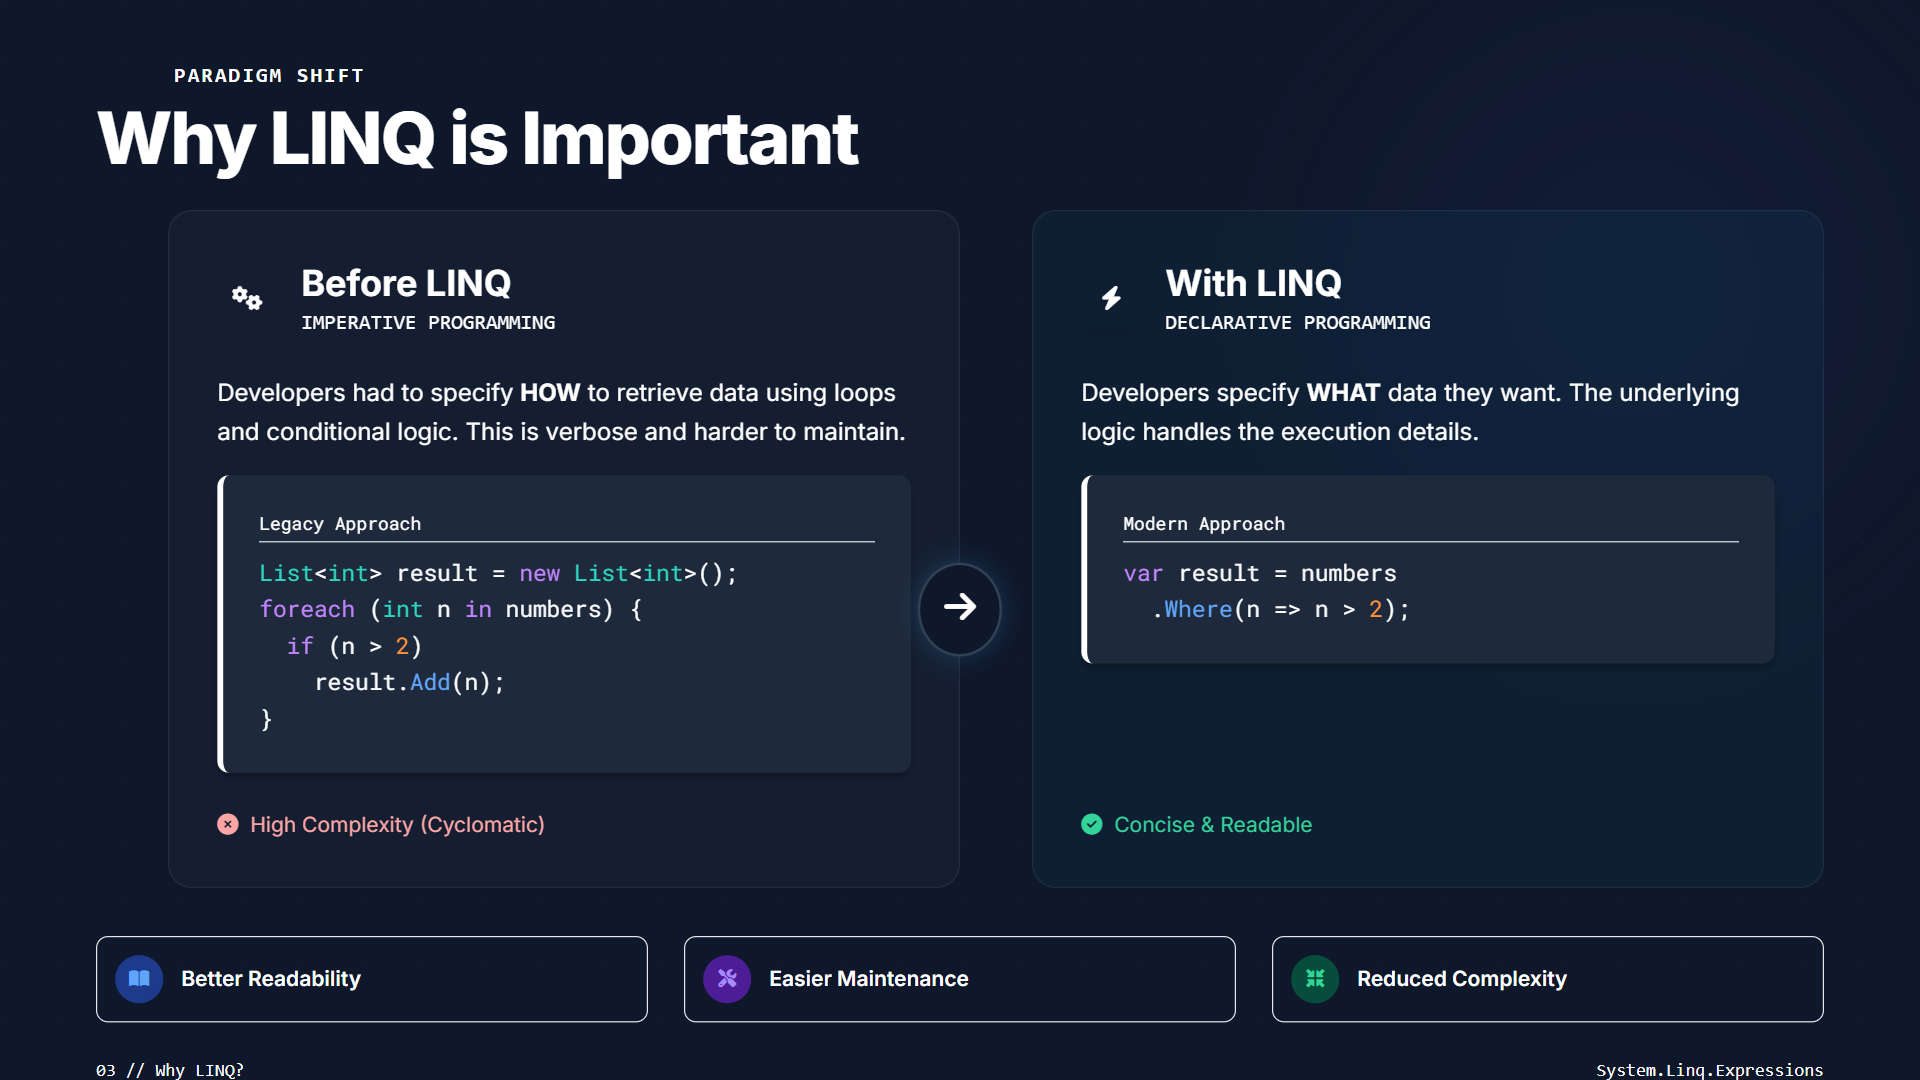 PARADIGM SHIFT
Why LINQ is Important
Before LINQ
IMPERATIVE PROGRAMMING
Developers had to specify HOW to retrieve data using loops
and conditional logic. This is verbose and harder to maintain.
Legacy Approach
List<int> result = new List<int>();
foreach (int n in numbers) {
  if (n > 2)
    result.Add(n);
}
High Complexity (Cyclomatic)
With LINQ
DECLARATIVE PROGRAMMING
Developers specify WHAT data they want. The underlying
logic handles the execution details.
Modern Approach
var result = numbers
  .Where(n => n > 2);
Concise & Readable
Better Readability
Easier Maintenance
Reduced Complexity
03 // Why LINQ?
System.Linq.Expressions